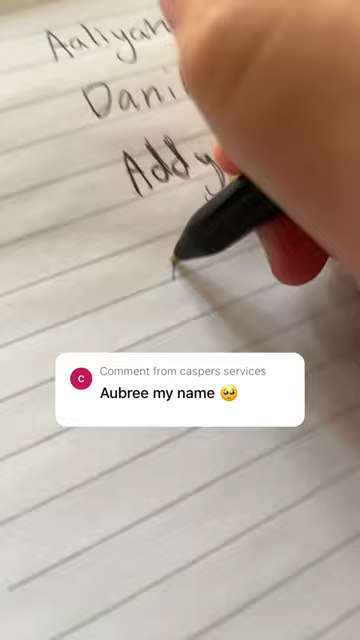 Aaliyah
Dani
Addy
C
Comment from caspers services
Aubree my name 🥺